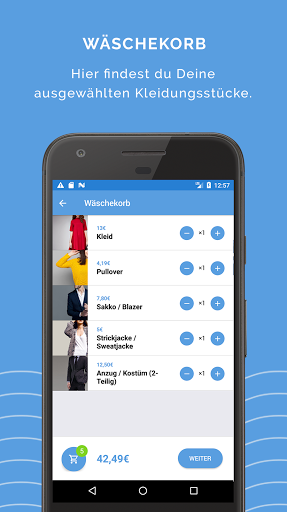 WÄSCHEKORB
Hier findest du Deine
ausgewählten Kleidungsstücke.
12:57
Wäschekorb
13€
Kleid
×1
4,19€
Pullover
×1
7,80€
Sakko / Blazer
×1
5€
Strickjacke /
Sweatjacke
×1
12,50€
Anzug / Kostüm (2-
Teilig)
×1
5
42,49€
WEITER